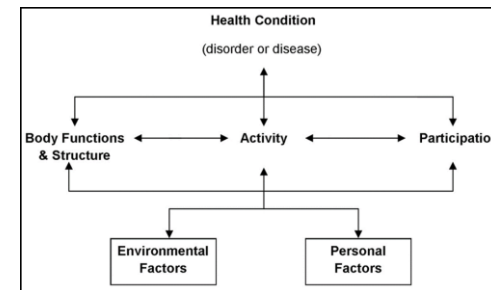 Health Condition
(disorder or disease)
Body Functions
& Structure
Activity
Participatio
Environmental
Factors
Personal
Factors